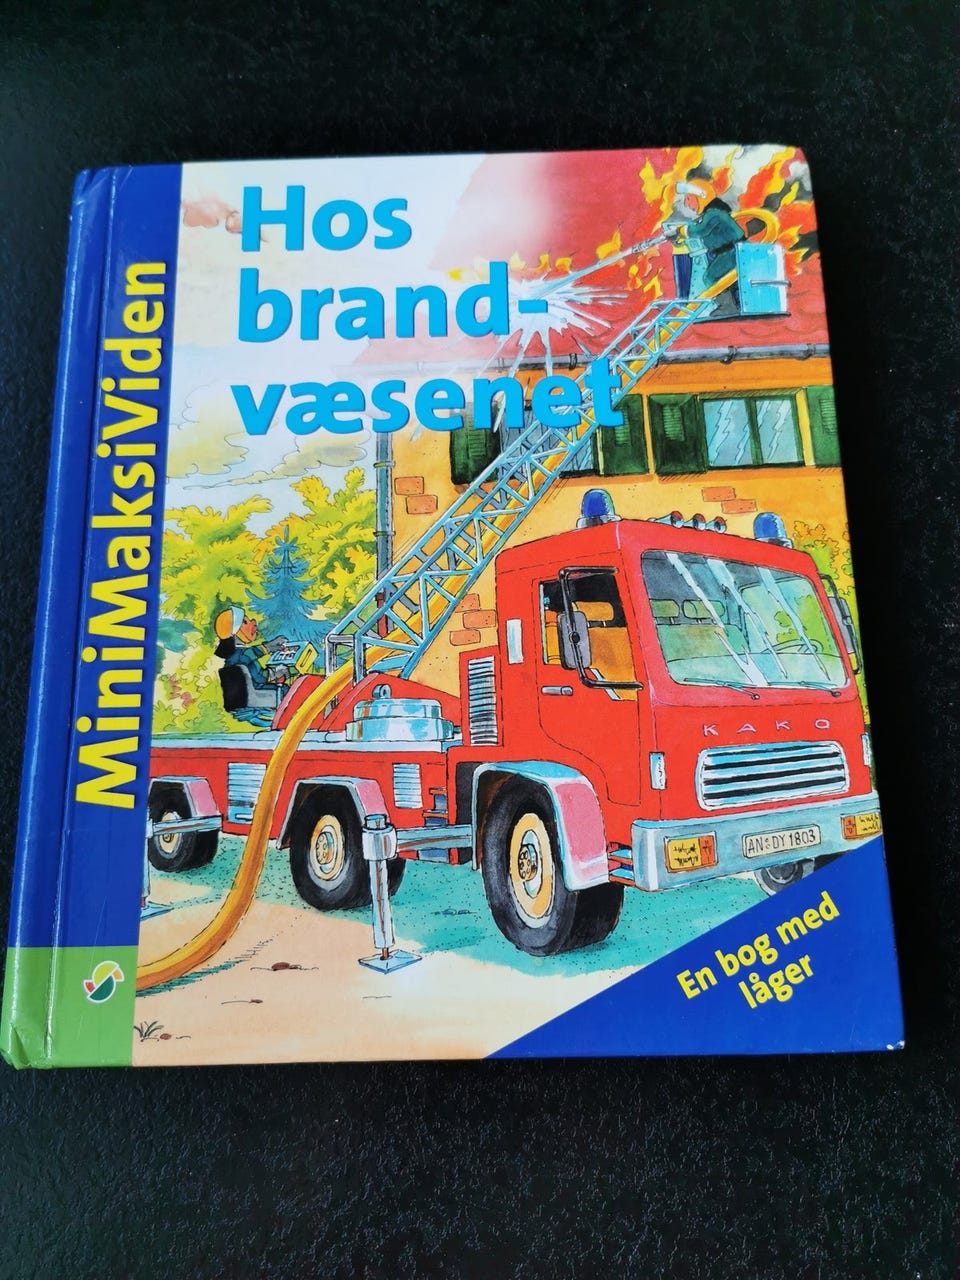 Hos
brand-
væsenet
MiniMaksiViden
KAKO
AN DY 1803
En bog med
låger